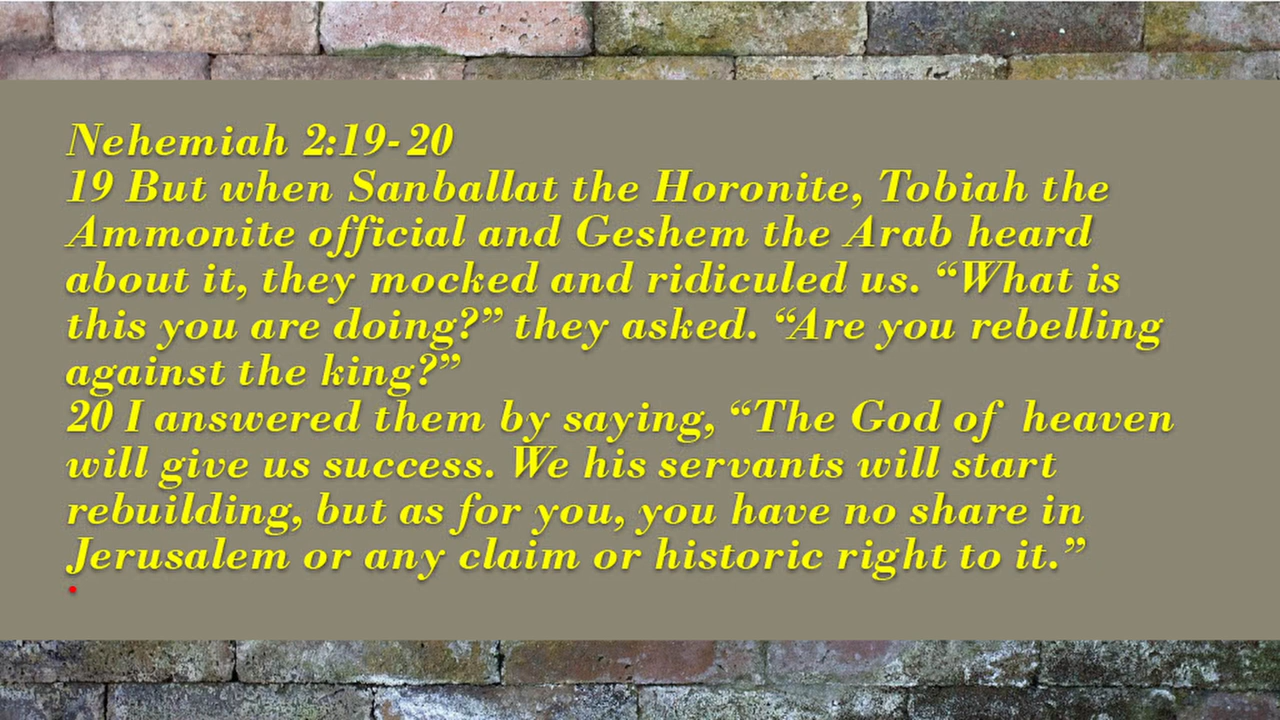 Nehemiah 2:19-20
19 But when Sanballat the Horonite, Tobiah the
Ammonite official and Geshem the Arab heard
about it, they mocked and ridiculed us. “What is
this you are doing?” they asked. “Are you rebelling
against the king?”
20 I answered them by saying, “The God of  heaven
will give us success. We his servants will start
rebuilding, but as for you, you have no share in
Jerusalem or any claim or historic right to it.”